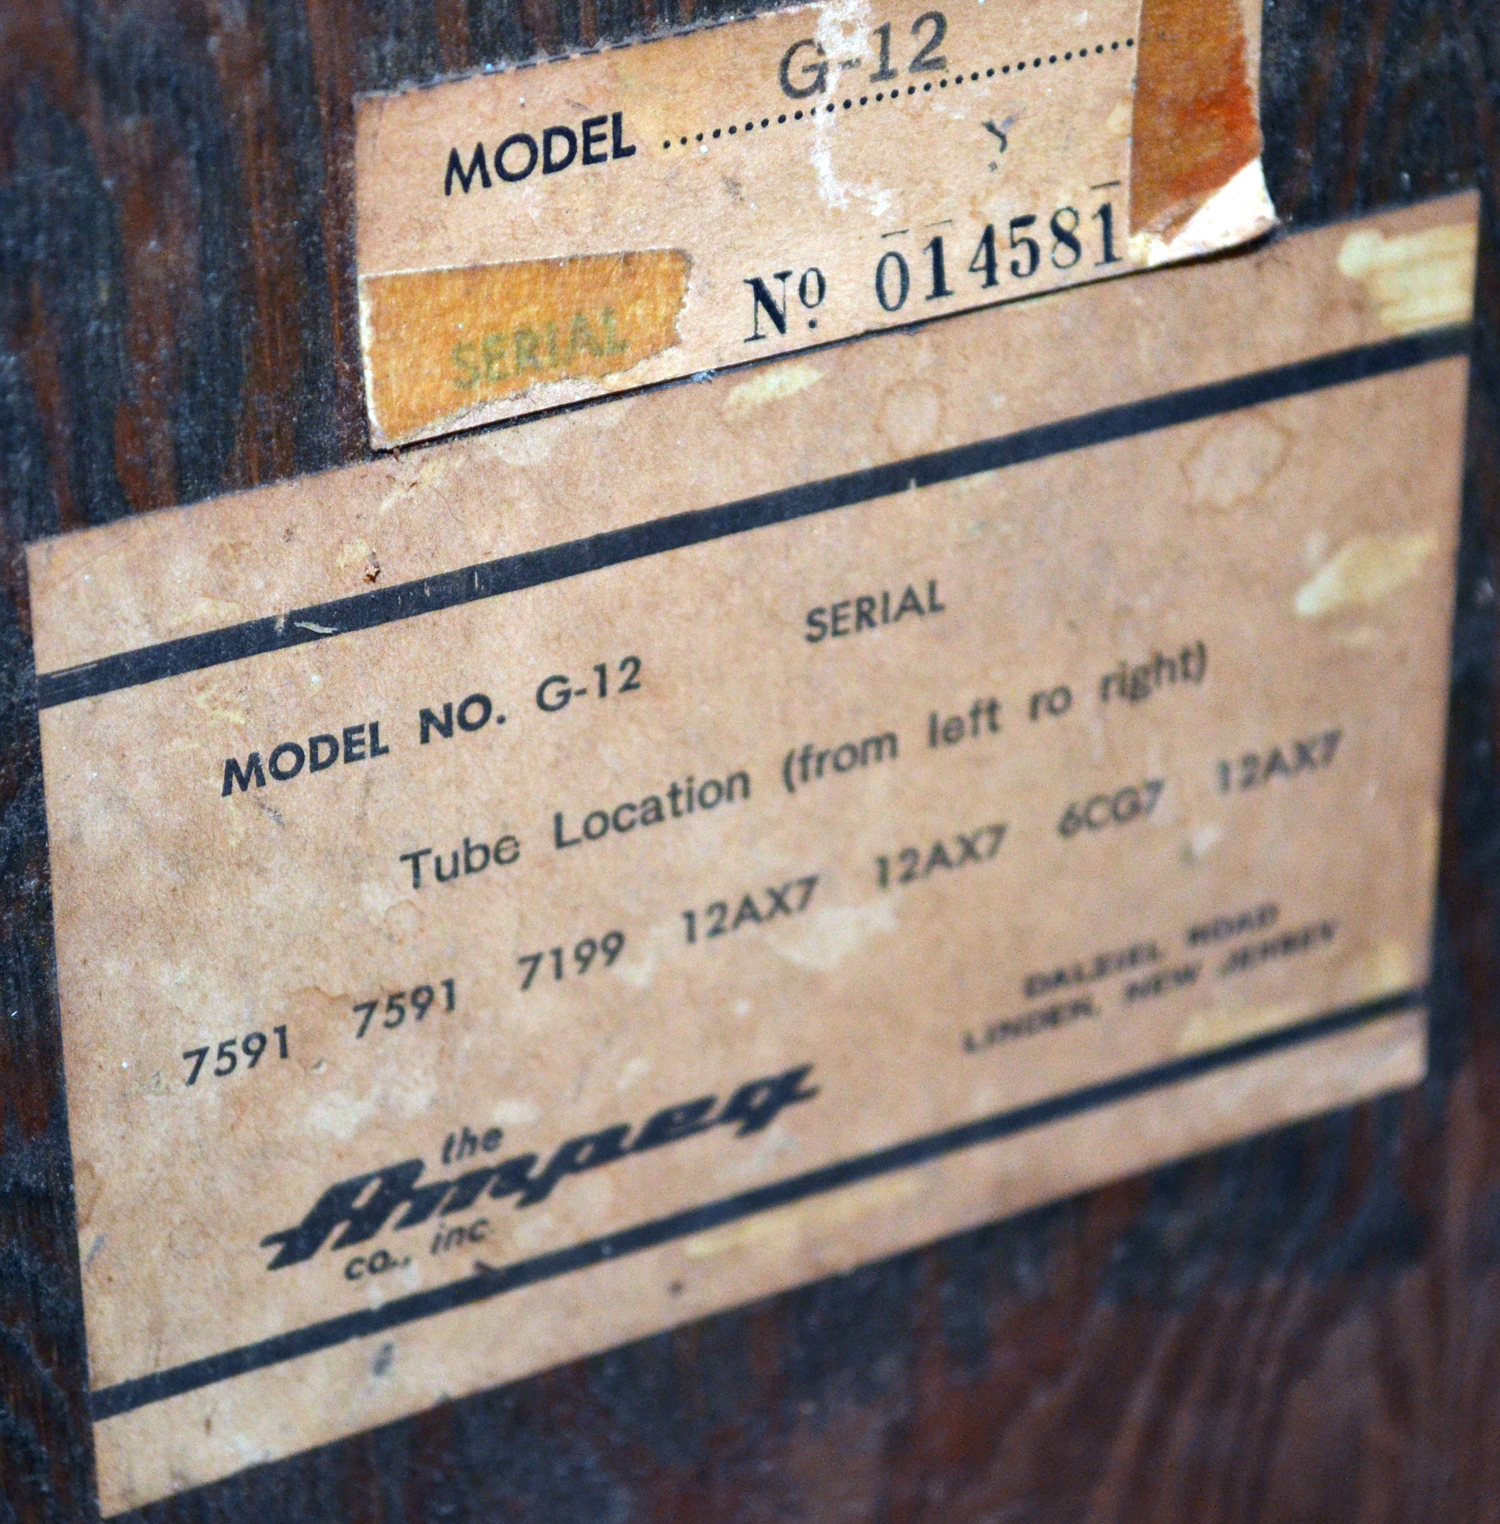 MODEL ........................ G-12
SERIAL Nº 014581
MODEL NO. G-12 SERIAL
Tube Location (from left ro right)
7591 7591 7199 12AX7 12AX7 6CG7 12AX7
the
Ampeg
co., inc.
DALZIEL ROAD
LINDEN, NEW JERSEY